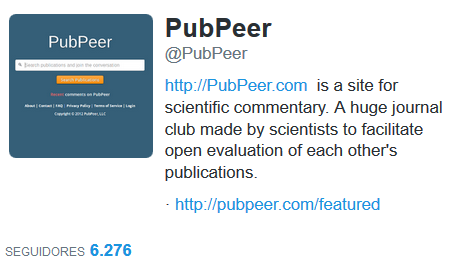 PubPeer
Search publications and join the conversation
Search Publications
Recent comments on PubPeer
About | Contact | FAQ | Privacy Policy | Terms of Service | Login
Copyright © 2012 PubPeer, LLC
PubPeer
@PubPeer
http://PubPeer.com is a site for
scientific commentary. A huge journal
club made by scientists to facilitate
open evaluation of each other's
publications.
· http://pubpeer.com/featured
SEGUIDORES 6.276